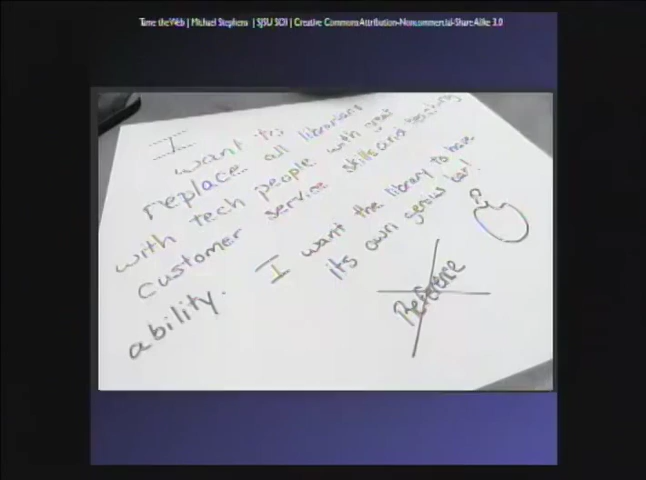 Tame the Web | Michael Stephens | SJSU SOI | Creative Commons Attribution-Noncommercial-Share Alike 3.0
I want to
replace all librarians
with tech people with great
customer service skills and teaching
ability.
I want the library to have
its own genius bar!
Reference